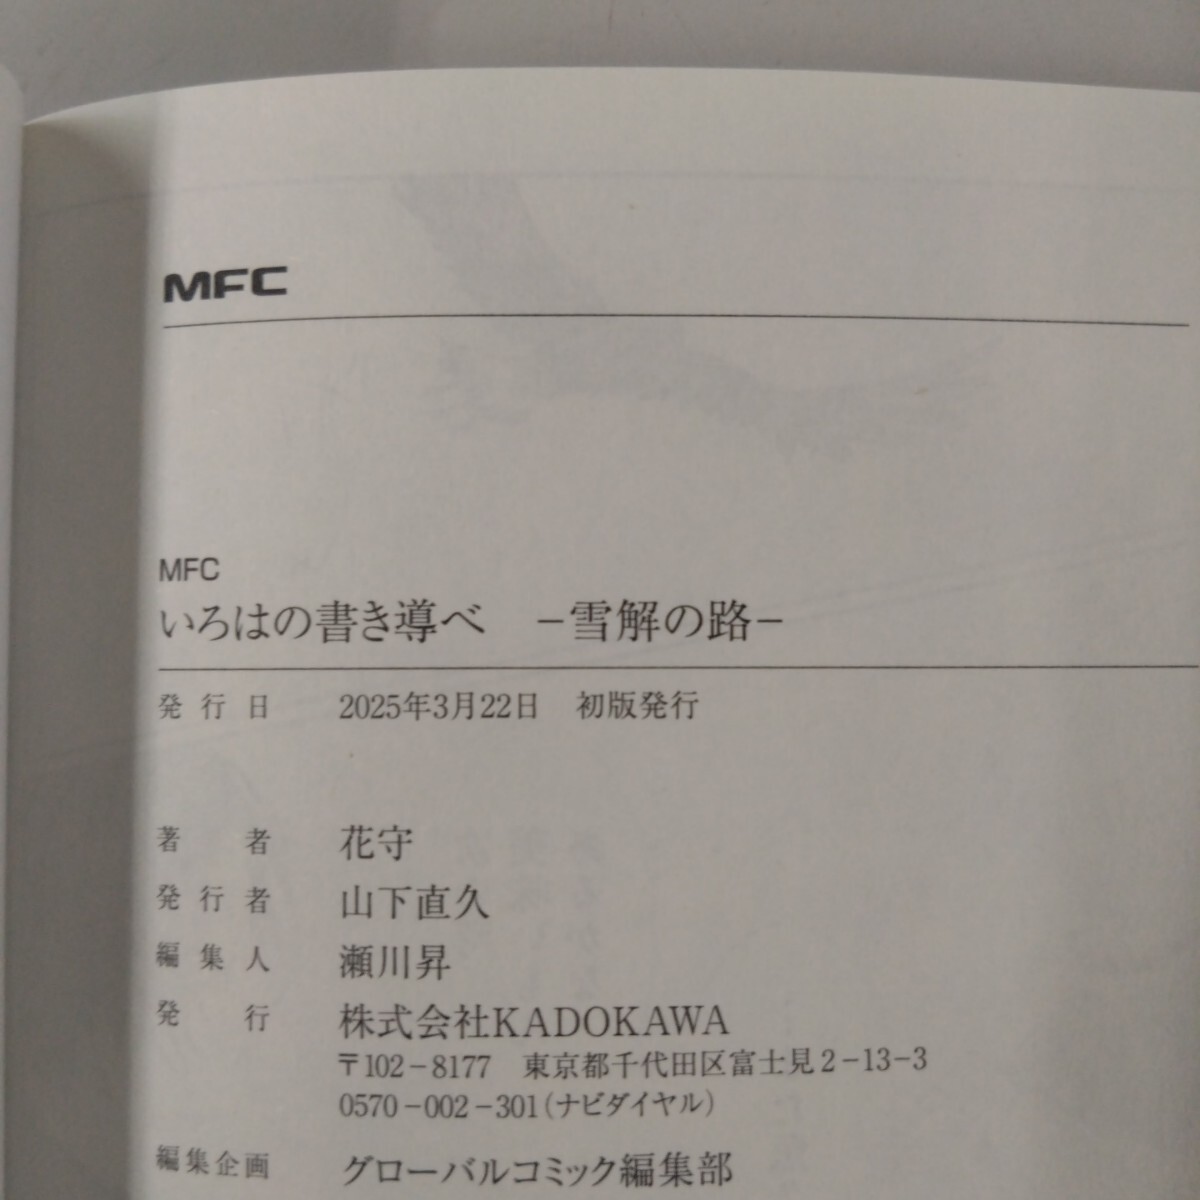 MFC
MFC
いろはの書き導べ　−雪解の路−
発行日　2025年3月22日　初版発行
著者　花守
発行者　山下直久
編集人　瀬川昇
発行　株式会社KADOKAWA
〒102−8177　東京都千代田区富士見2−13−3
0570−002−301（ナビダイヤル）
編集企画　グローバルコミック編集部